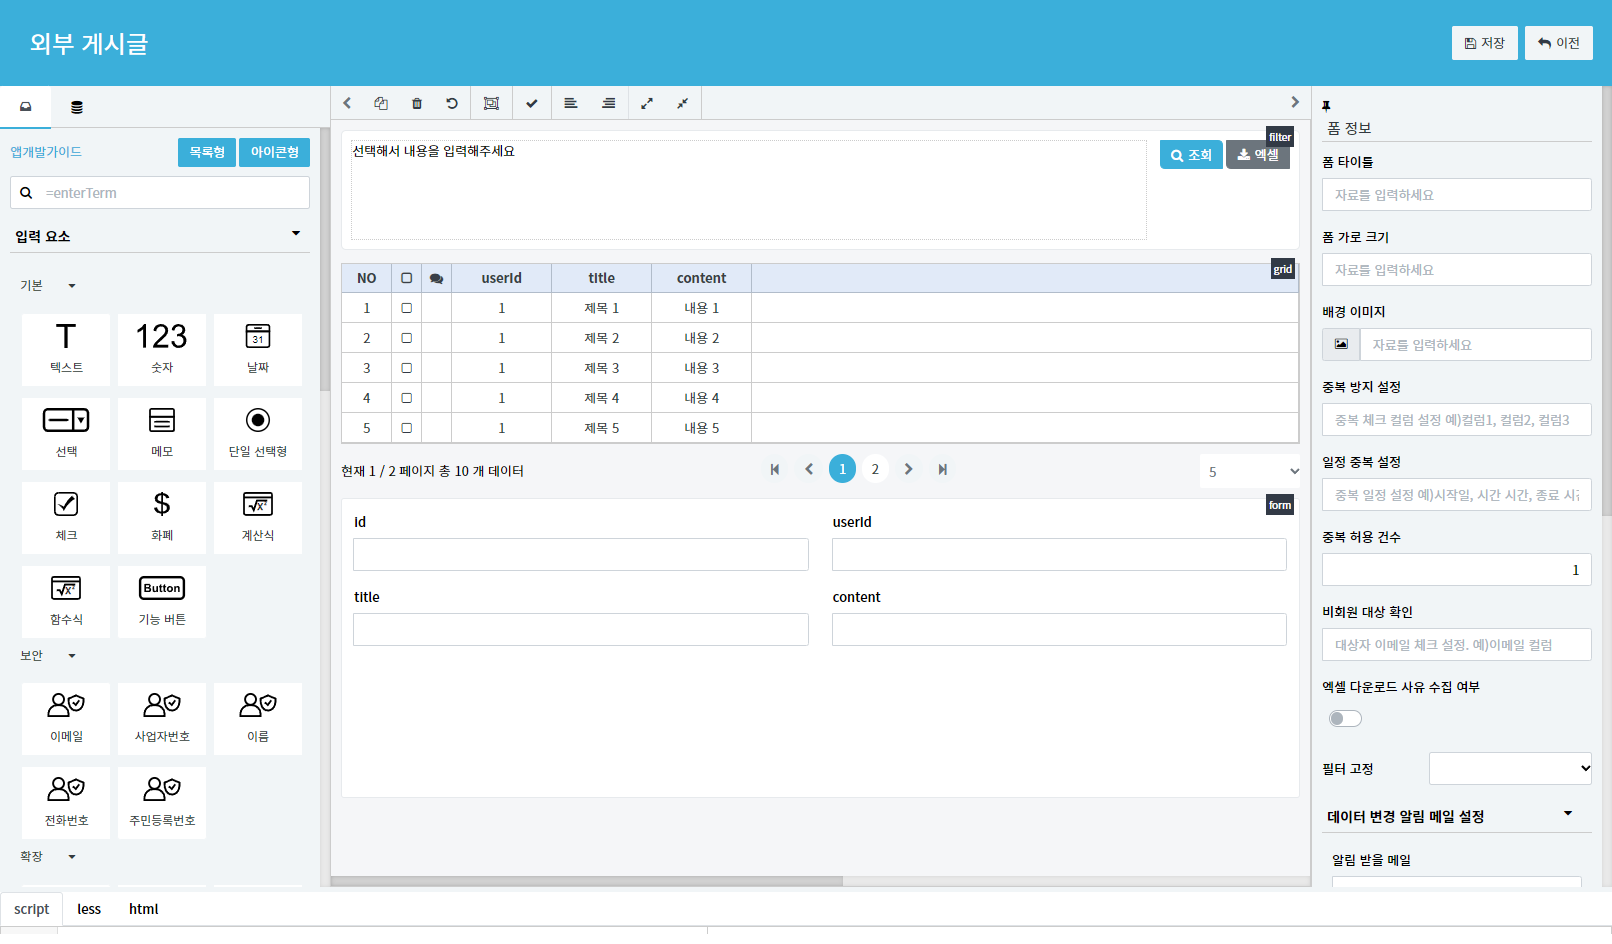 외부 게시글
저장
이전
앱개발가이드
목록형
아이콘형
=enterTerm
입력 요소
기본
T
텍스트
123
숫자
31
날짜
선택
메모
단일 선택형
체크
$
화폐
√x²
계산식
√x²
함수식
Button
기능 버튼
보안
이메일
사업자번호
이름
전화번호
주민등록번호
확장
filter
선택해서 내용을 입력해주세요
조회
엑셀
grid
NO userId title content
1 1 제목 1 내용 1
2 1 제목 2 내용 2
3 1 제목 3 내용 3
4 1 제목 4 내용 4
5 1 제목 5 내용 5
현재 1 / 2 페이지 총 10 개 데이터
1 2
5
form
id
userId
title
content
폼 정보
폼 타이틀
자료를 입력하세요
폼 가로 크기
자료를 입력하세요
배경 이미지
자료를 입력하세요
중복 방지 설정
중복 체크 컬럼 설정 예)컬럼1, 컬럼2, 컬럼3
일정 중복 설정
중복 일정 설정 예)시작일, 시간 시간, 종료 시간
중복 허용 건수
1
비회원 대상 확인
대상자 이메일 체크 설정. 예)이메일 컬럼
엑셀 다운로드 사유 수집 여부
필터 고정
데이터 변경 알림 메일 설정
알림 받을 메일
script
less
html